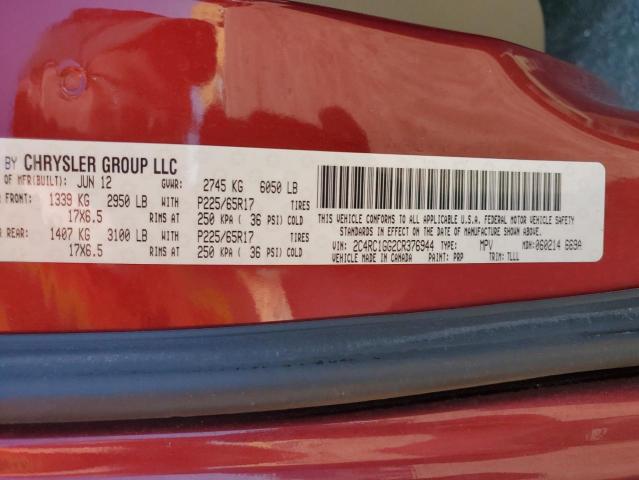 BY CHRYSLER GROUP LLC
OF MFR(BUILT): JUN 12 GVWR: 2745 KG 6050 LB
FRONT: 1339 KG 2950 LB WITH P225/65R17 TIRES
17X6.5 RIMS AT 250 KPA ( 36 PSI) COLD
REAR: 1407 KG 3100 LB WITH P225/65R17 TIRES
17X6.5 RIMS AT 250 KPA ( 36 PSI) COLD
THIS VEHICLE CONFORMS TO ALL APPLICABLE U.S.A. FEDERAL MOTOR VEHICLE SAFETY
STANDARDS IN EFFECT ON THE DATE OF MANUFACTURE SHOWN ABOVE.
VIN: 2C4RC1GG2CR376944 TYPE: MPV MDH: 060214 669A
VEHICLE MADE IN CANADA PAINT: PRP TRIM: TLLL